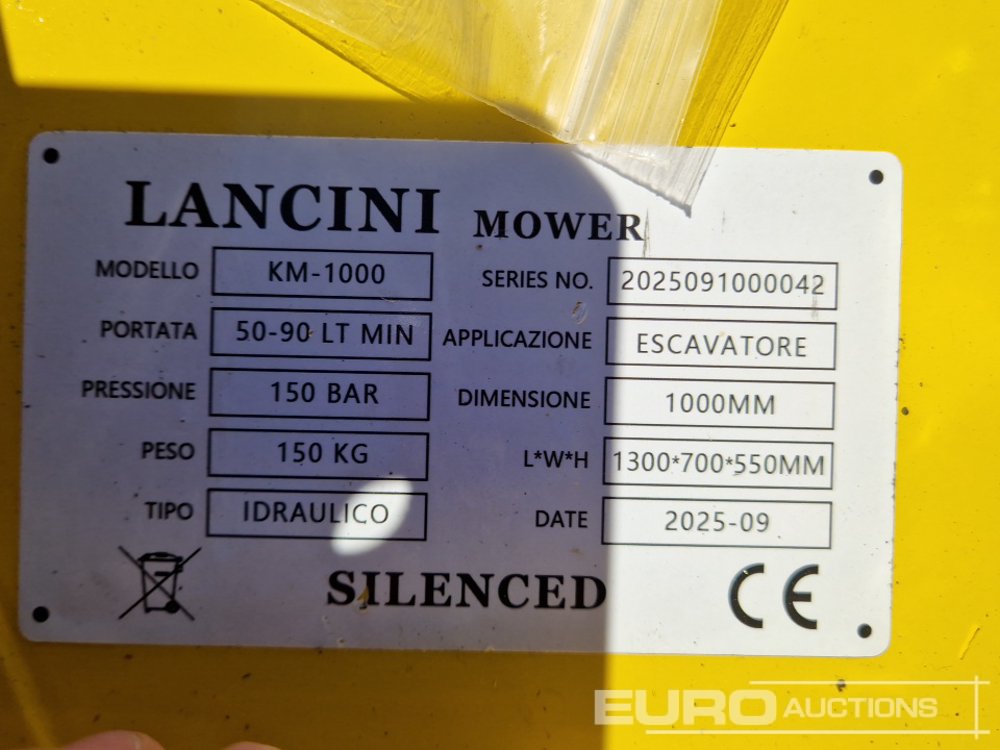 LANCINI MOWER
MODELLO KM-1000 SERIES NO. 2025091000042
PORTATA 50-90 LT MIN APPLICAZIONE ESCAVATORE
PRESSIONE 150 BAR DIMENSIONE 1000MM
PESO 150 KG L*W*H 1300*700*550MM
TIPO IDRAULICO DATE 2025-09
SILENCED CE
EURO AUCTIONS